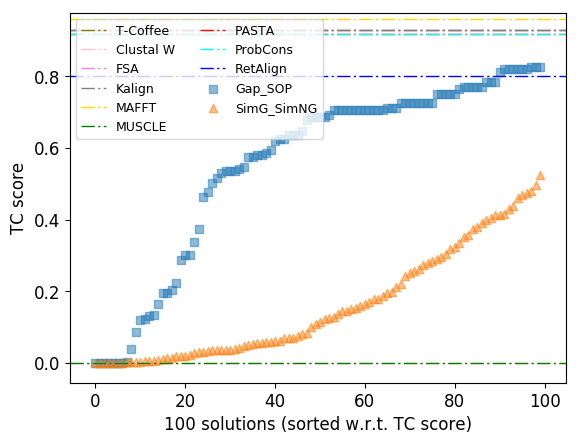 T-Coffee
Clustal W
FSA
Kalign
MAFFT
MUSCLE
PASTA
ProbCons
RetAlign
Gap_SOP
SimG_SimNG
TC score
0.8
0.6
0.4
0.2
0.0
0 20 40 60 80 100
100 solutions (sorted w.r.t. TC score)